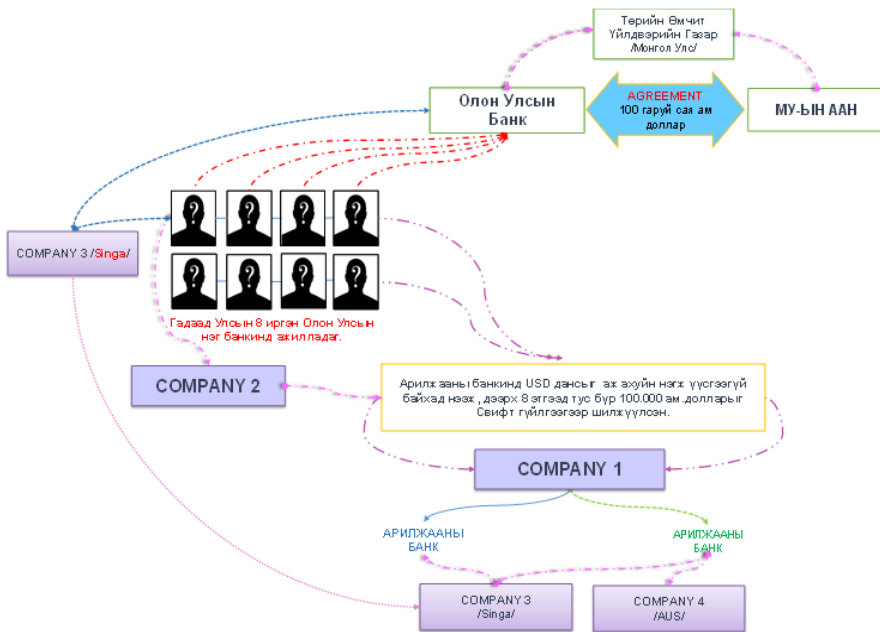 Төрийн Өмчит
Үйлдвэрийн Газар
/Монгол Улс/
Олон Улсын
Банк
AGREEMENT
100 гаруй сая ам
доллар
МУ-ЫН ААН
COMPANY 3 /Singa/
Гадаад Улсын 8 иргэн Олон Улсын
нэг банкинд ажилладаг.
COMPANY 2
Арилжааны банкинд USD дансыг аж ахуйн нэгж үүсгээгүй
байхад нээж , дээрх 8 этгээд тус бүр 100.000 ам.долларыг
Свифт гүйлгээгээр шилжүүлсэн.
COMPANY 1
АРИЛЖААНЫ
БАНК
АРИЛЖААНЫ
БАНК
COMPANY 3
/Singa/
COMPANY 4
/AUS/